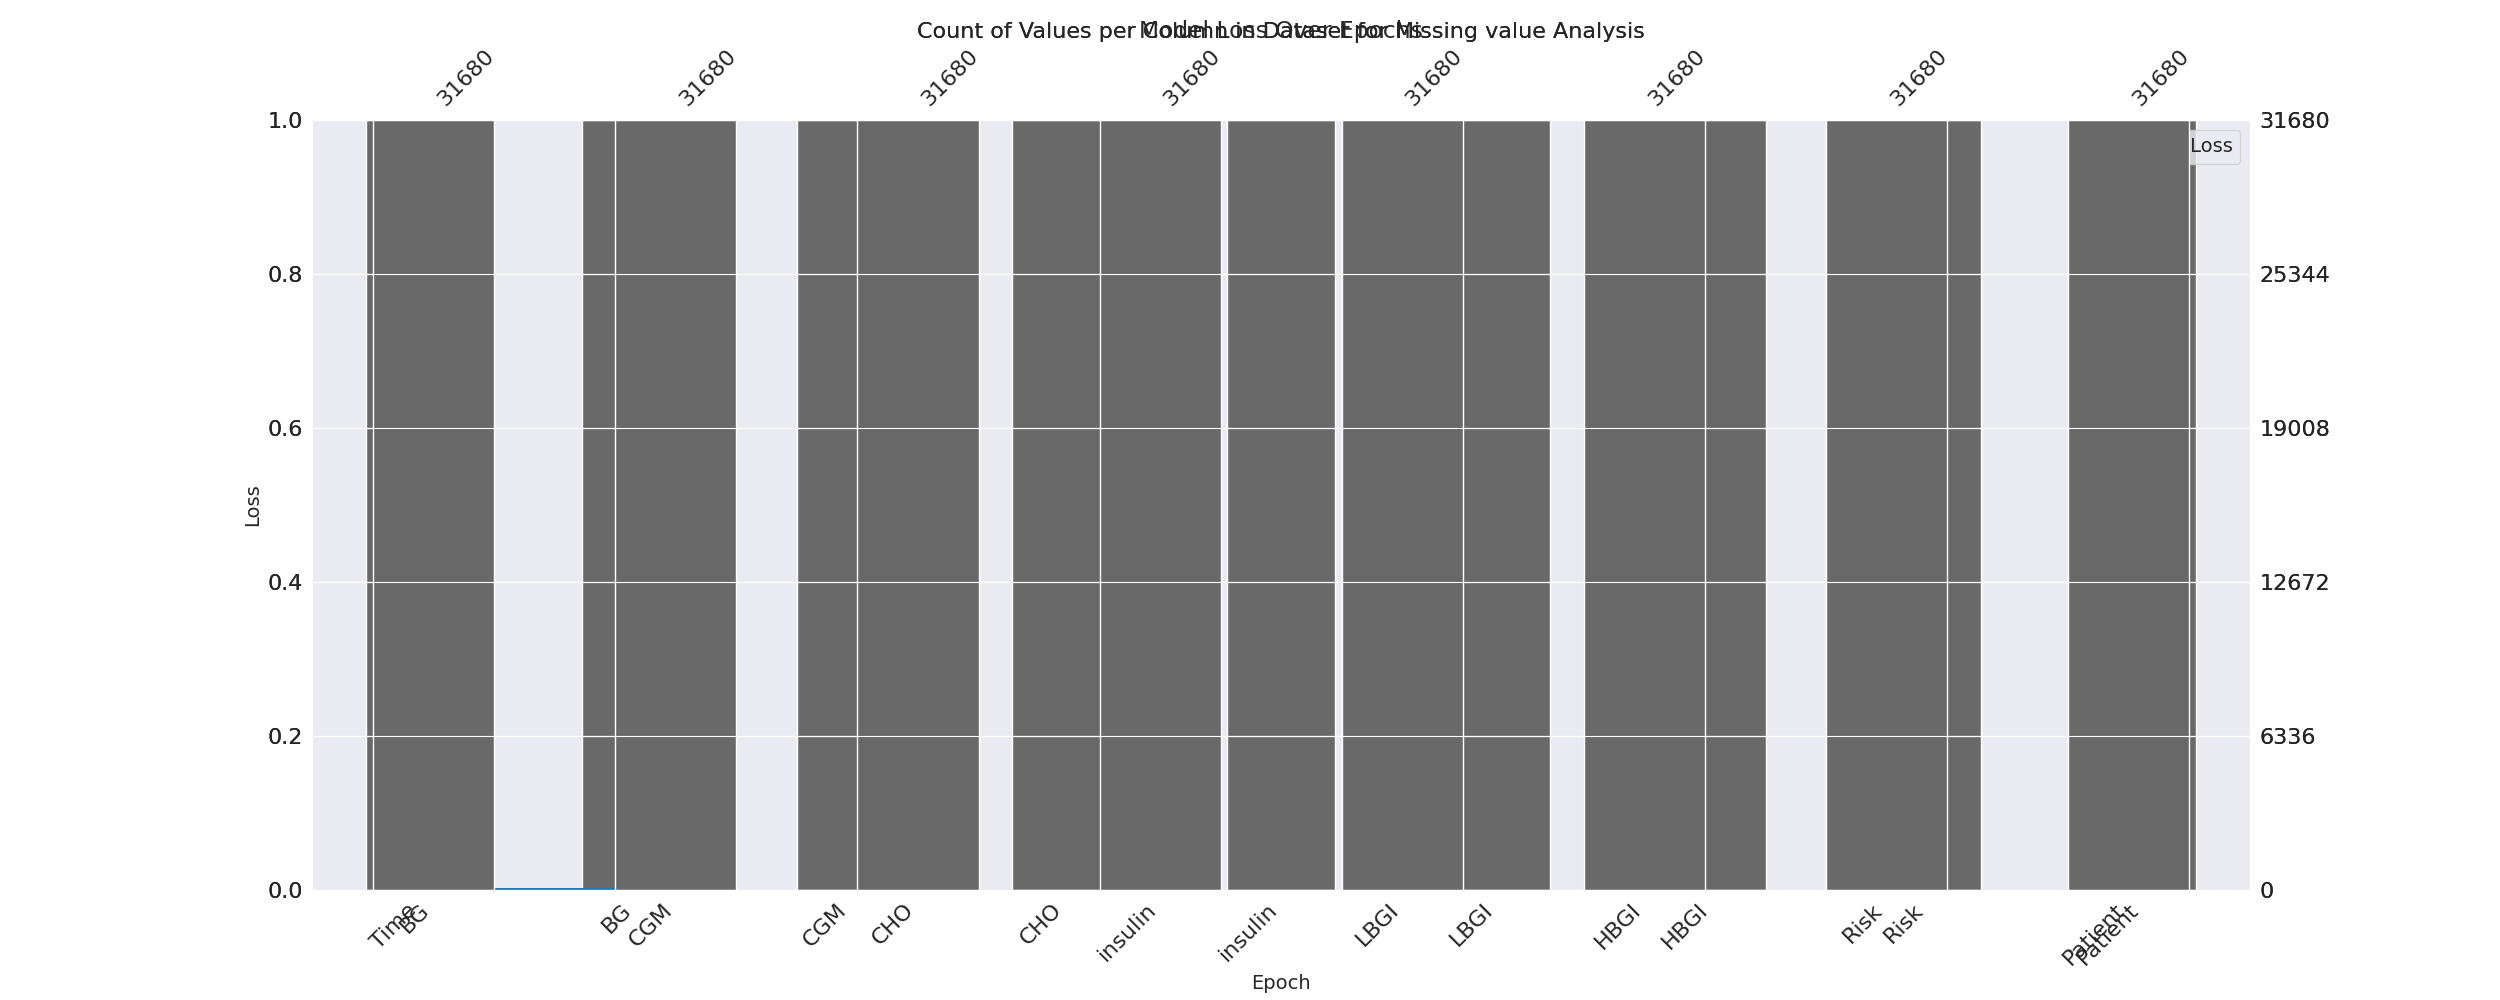 Count of Values per Column in Dataset for Missing value Analysis
Model Loss Over Epochs
31680 31680 31680 31680 31680 31680 31680 31680
1.0 31680
Loss
0.8 25344
0.6 19008
Loss
0.4 12672
0.2 6336
0.0 0
Time BG BG CGM CGM CHO CHO insulin insulin LBGI LBGI HBGI HBGI Risk Risk Patient Patient
Epoch